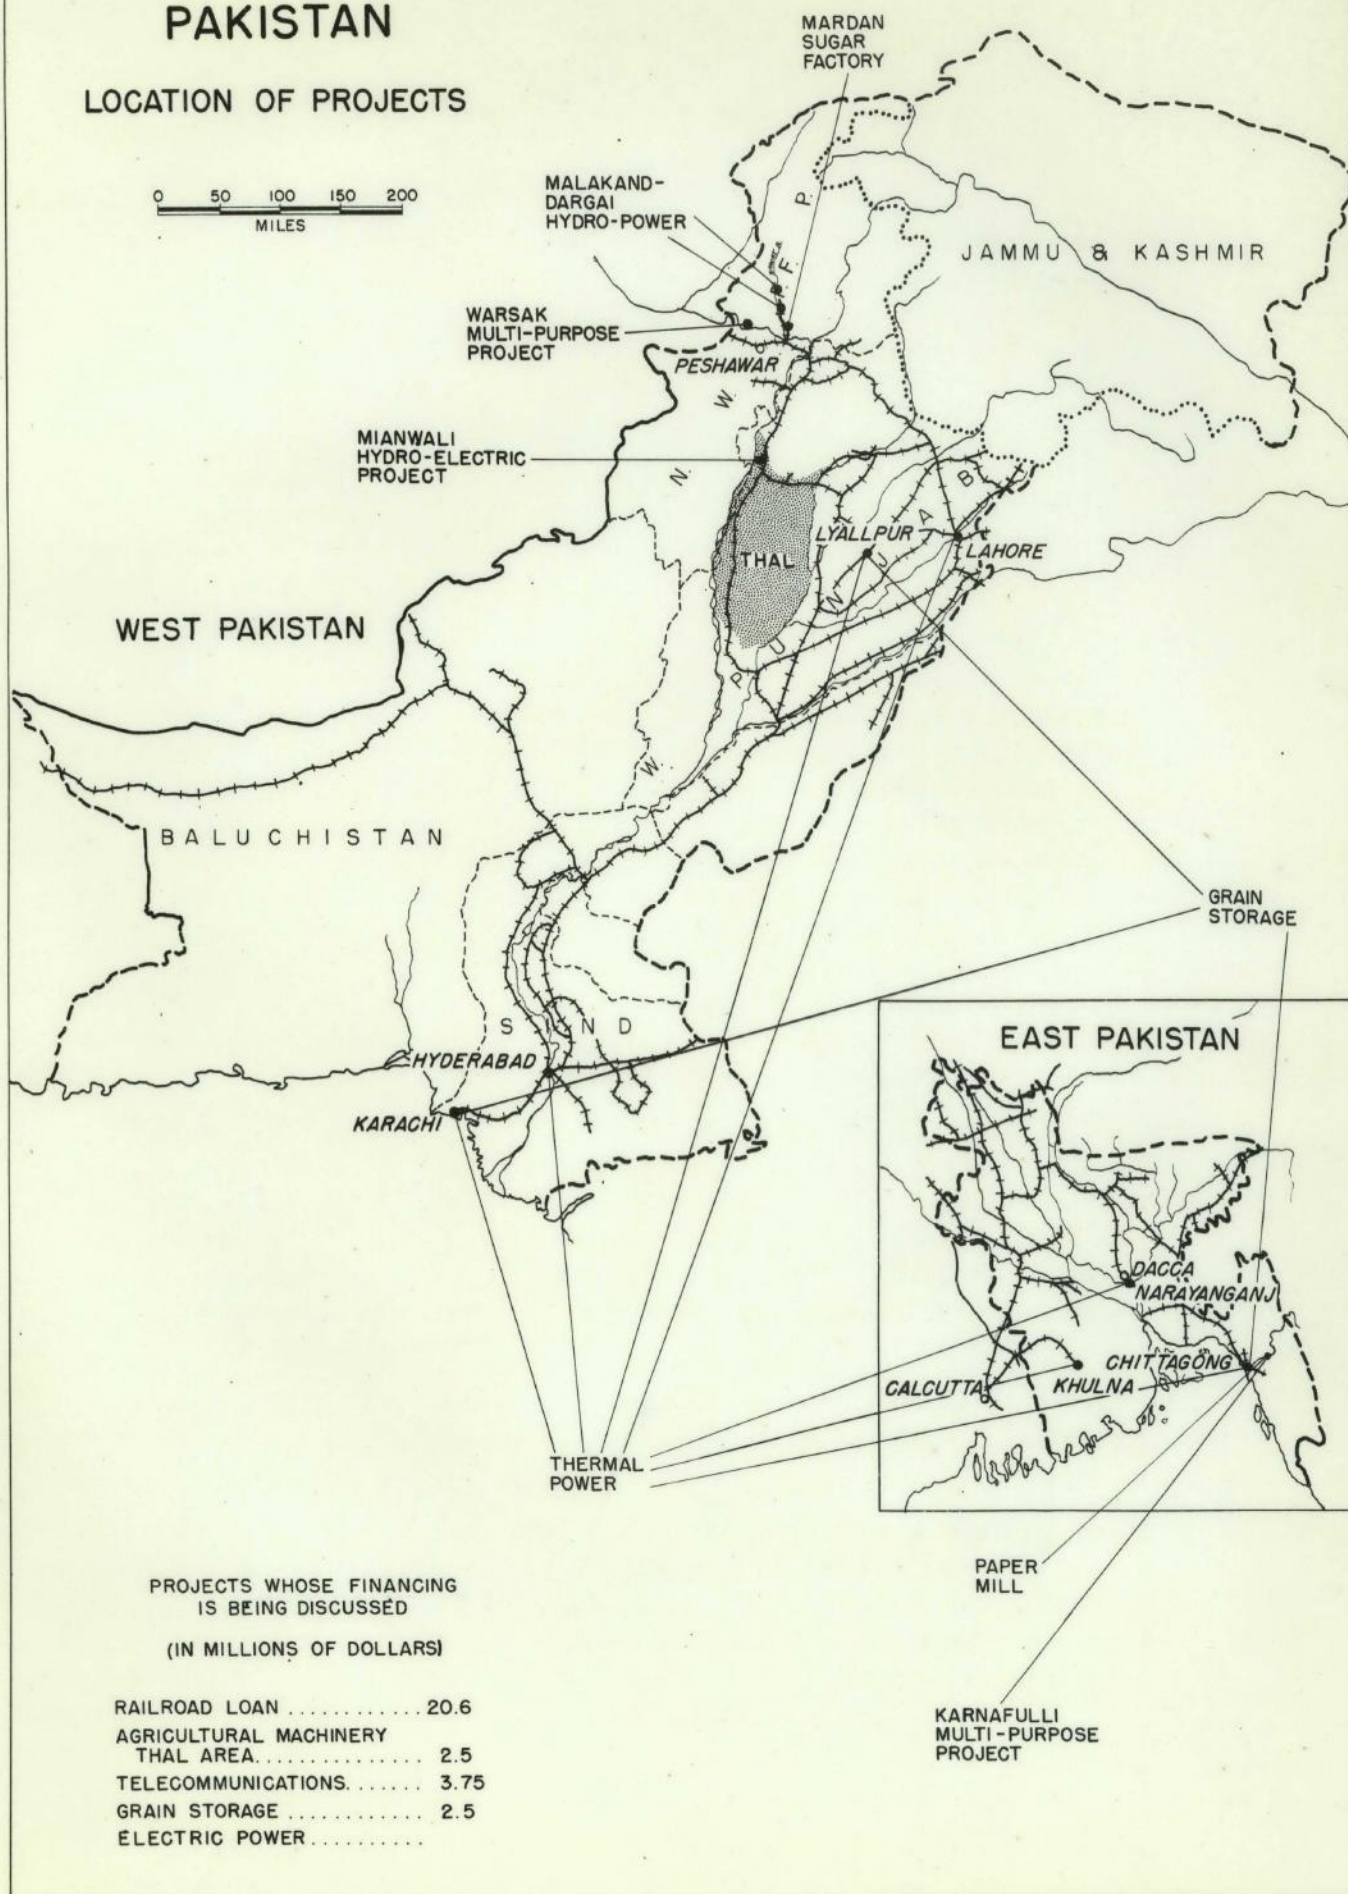 PAKISTAN
LOCATION OF PROJECTS
0 50 100 150 200
MILES
MARDAN
SUGAR
FACTORY
MALAKAND-
DARGAI
HYDRO-POWER
JAMMU & KASHMIR
WARSAK
MULTI-PURPOSE
PROJECT
PESHAWAR
N. W. F. P.
MIANWALI
HYDRO-ELECTRIC
PROJECT
THAL
LYALLPUR
LAHORE
W. PUNJAB
WEST PAKISTAN
BALUCHISTAN
GRAIN
STORAGE
SIND
HYDERABAD
KARACHI
EAST PAKISTAN
DACCA
NARAYANGANJ
CHITTAGONG
CALCUTTA
KHULNA
THERMAL
POWER
PAPER
MILL
KARNAFULLI
MULTI-PURPOSE
PROJECT
PROJECTS WHOSE FINANCING
IS BEING DISCUSSED
(IN MILLIONS OF DOLLARS)
RAILROAD LOAN ............ 20.6
AGRICULTURAL MACHINERY
THAL AREA............... 2.5
TELECOMMUNICATIONS....... 3.75
GRAIN STORAGE ............ 2.5
ELECTRIC POWER..........